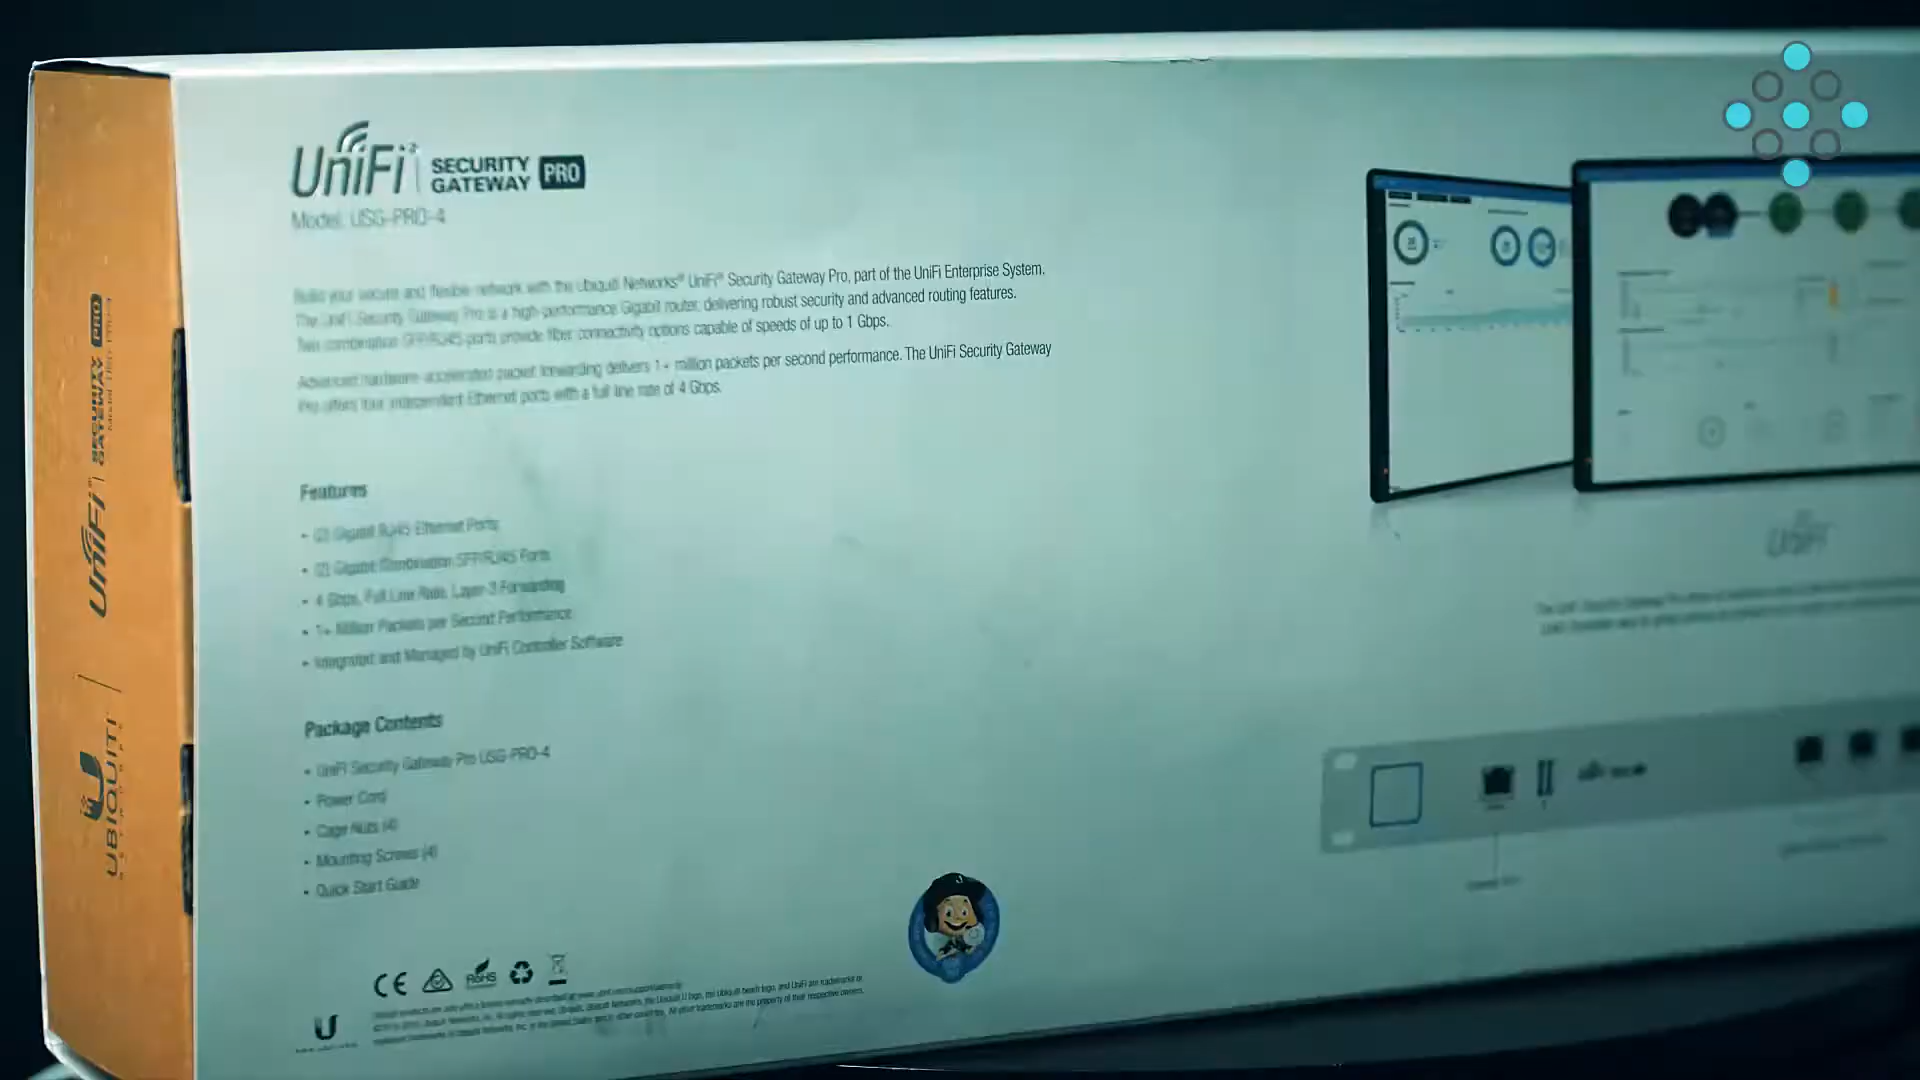 UniFi® | SECURITY GATEWAY PRO
Model: USG-PRO-4
Build your secure and flexible network with the Ubiquiti Networks® UniFi® Security Gateway Pro, part of the UniFi Enterprise System.
The UniFi Security Gateway Pro is a high-performance Gigabit router, delivering robust security and advanced routing features.
Two combination SFP/RJ45 ports provide fiber connectivity options capable of speeds of up to 1 Gbps.
Advanced hardware-accelerated packet forwarding delivers 1+ million packets per second performance. The UniFi Security Gateway
Pro offers four independent Ethernet ports with a full line rate of 4 Gbps.
Features
• (2) Gigabit RJ45 Ethernet Ports
• (2) Gigabit Combination SFP/RJ45 Ports
• 4 Gbps, Full Line Rate, Layer-3 Forwarding
• 1+ Million Packets per Second Performance
• Integrated and Managed by UniFi Controller Software
Package Contents
• UniFi Security Gateway Pro USG-PRO-4
• Power Cord
• Cage Nuts (4)
• Mounting Screws (4)
• Quick Start Guide
CE
RoHS
UniFi
UniFi | SECURITY GATEWAY PRO
UBIQUITI
NETWORKS